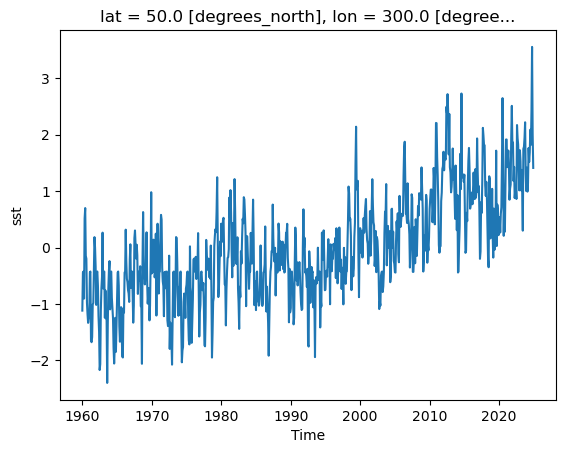 lat = 50.0 [degrees_north], lon = 300.0 [degree...
3
2
1
0
−1
−2
sst
1960 1970 1980 1990 2000 2010 2020
Time